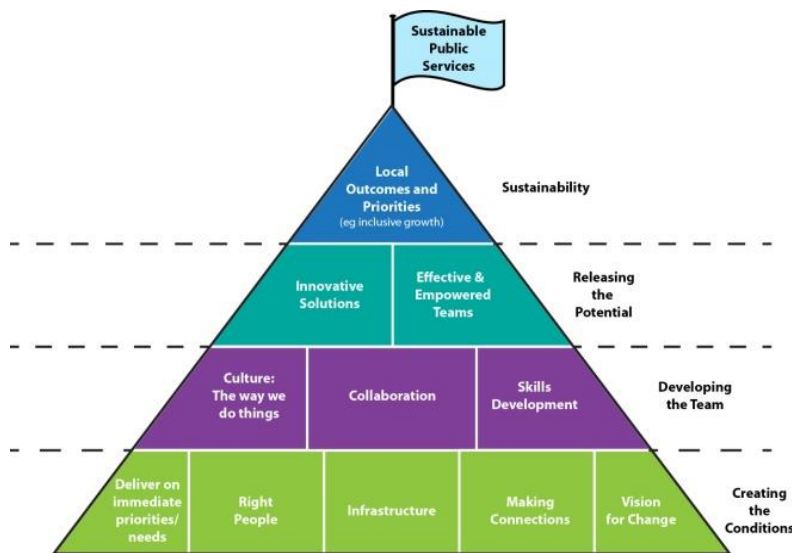 Sustainable
Public
Services
Local
Outcomes and
Priorities
(eg inclusive growth)
Sustainability
Innovative
Solutions
Effective &
Empowered
Teams
Releasing
the
Potential
Culture:
The way we
do things
Collaboration
Skills
Development
Developing
the Team
Deliver on
immediate
priorities/
needs
Right
People
Infrastructure
Making
Connections
Vision
for Change
Creating
the
Conditions